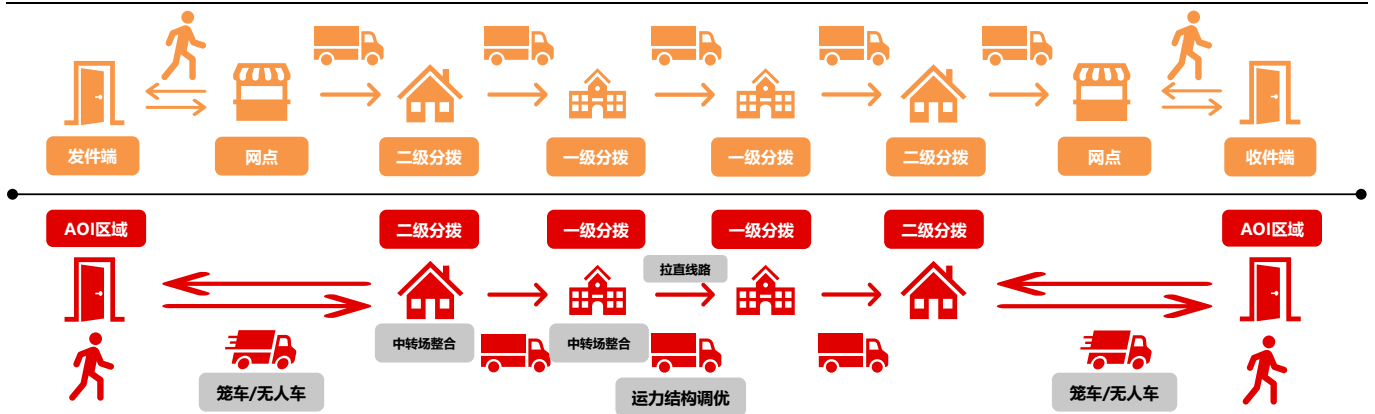 发件端
网点
二级分拨
一级分拨
一级分拨
二级分拨
网点
收件端
AOI区域
二级分拨
一级分拨
一级分拨
二级分拨
AOI区域
拉直线路
中转场整合
中转场整合
笼车/无人车
运力结构调优
笼车/无人车